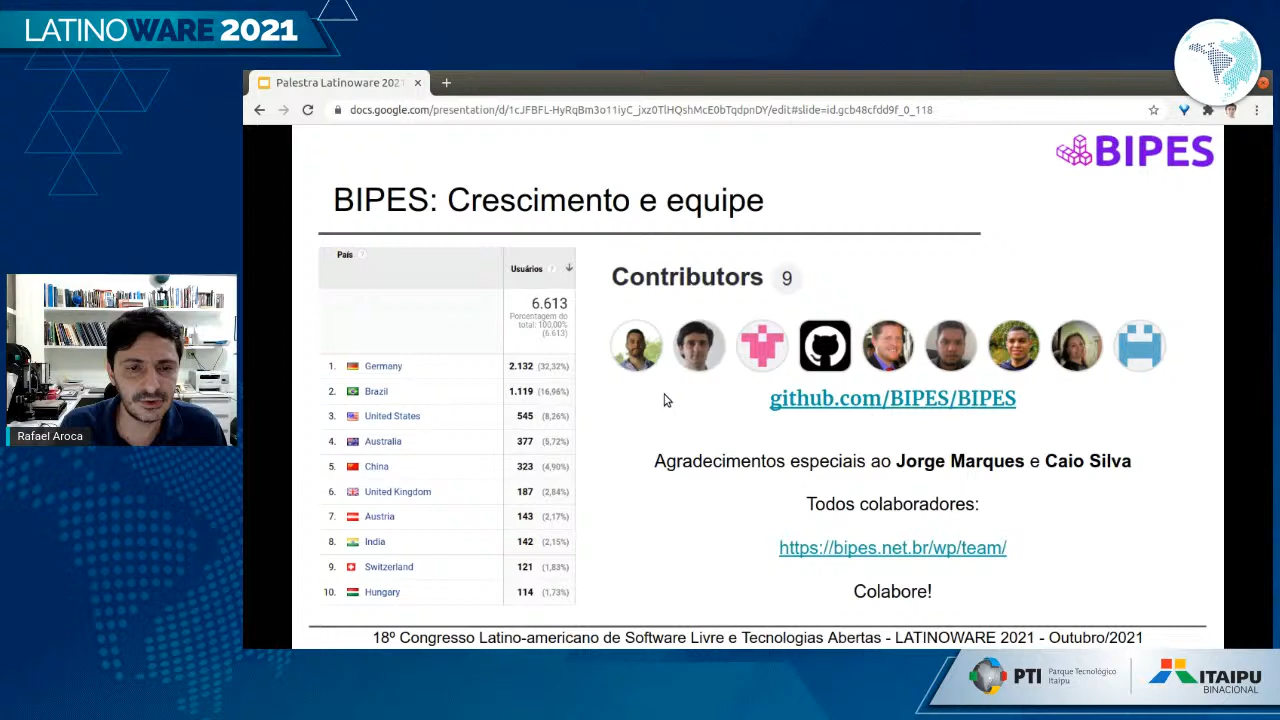 LATINOWARE 2021
Palestra Latinoware 2021
docs.google.com/presentation/d/1cJFBFL-HyRqBm3o11iyC_jxz0TlHQshMcE0bTqdpnDY/edit#slide=id.gcb48cfdd9f_0_118
BIPES
BIPES: Crescimento e equipe
País
Usuários
6.613
Porcentagem do
total: 100,00%
(6.613)
1. Germany 2.132 (32,32%)
2. Brazil 1.119 (16,96%)
3. United States 545 (8,26%)
4. Australia 377 (5,72%)
5. China 323 (4,90%)
6. United Kingdom 187 (2,84%)
7. Austria 143 (2,17%)
8. India 142 (2,15%)
9. Switzerland 121 (1,83%)
10. Hungary 114 (1,73%)
Contributors 9
github.com/BIPES/BIPES
Agradecimentos especiais ao Jorge Marques e Caio Silva
Todos colaboradores:
https://bipes.net.br/wp/team/
Colabore!
18º Congresso Latino-americano de Software Livre e Tecnologias Abertas - LATINOWARE 2021 - Outubro/2021
Rafael Aroca
PTI Parque Tecnológico
Itaipu
ITAIPU
BINACIONAL